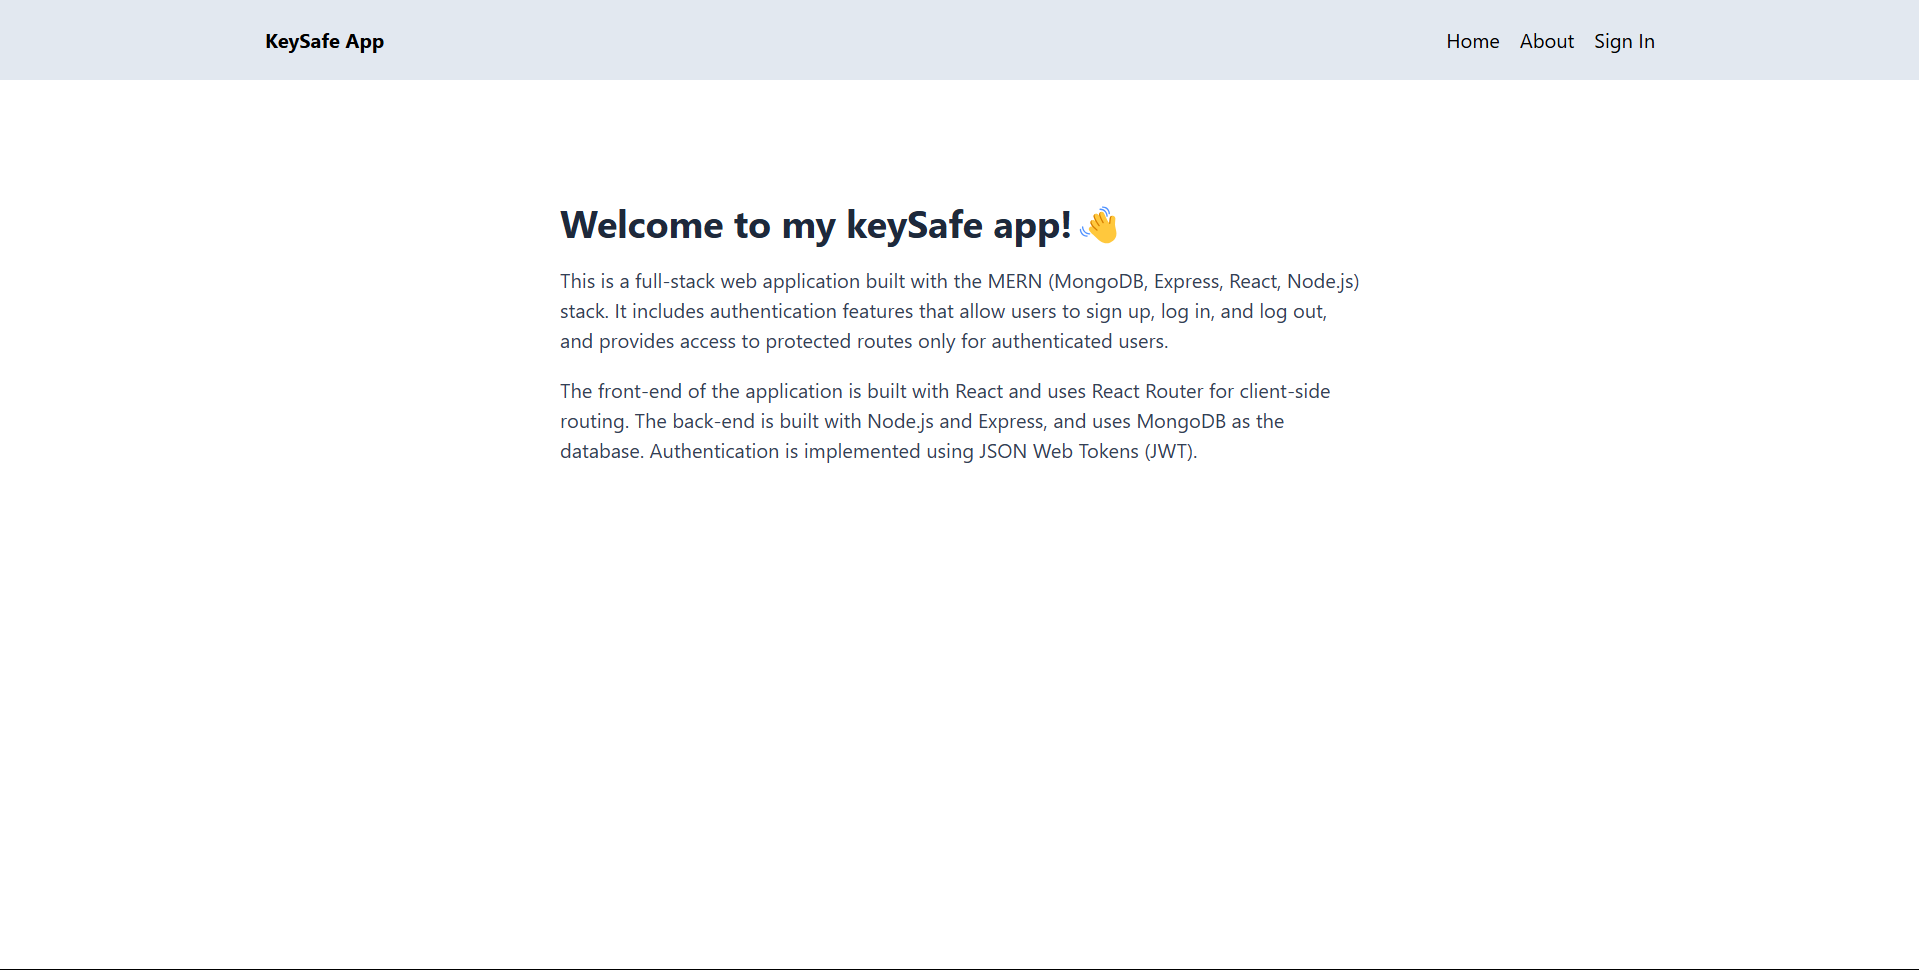 KeySafe App
Home About Sign In
Welcome to my keySafe app! 👋
This is a full-stack web application built with the MERN (MongoDB, Express, React, Node.js)
stack. It includes authentication features that allow users to sign up, log in, and log out,
and provides access to protected routes only for authenticated users.
The front-end of the application is built with React and uses React Router for client-side
routing. The back-end is built with Node.js and Express, and uses MongoDB as the
database. Authentication is implemented using JSON Web Tokens (JWT).